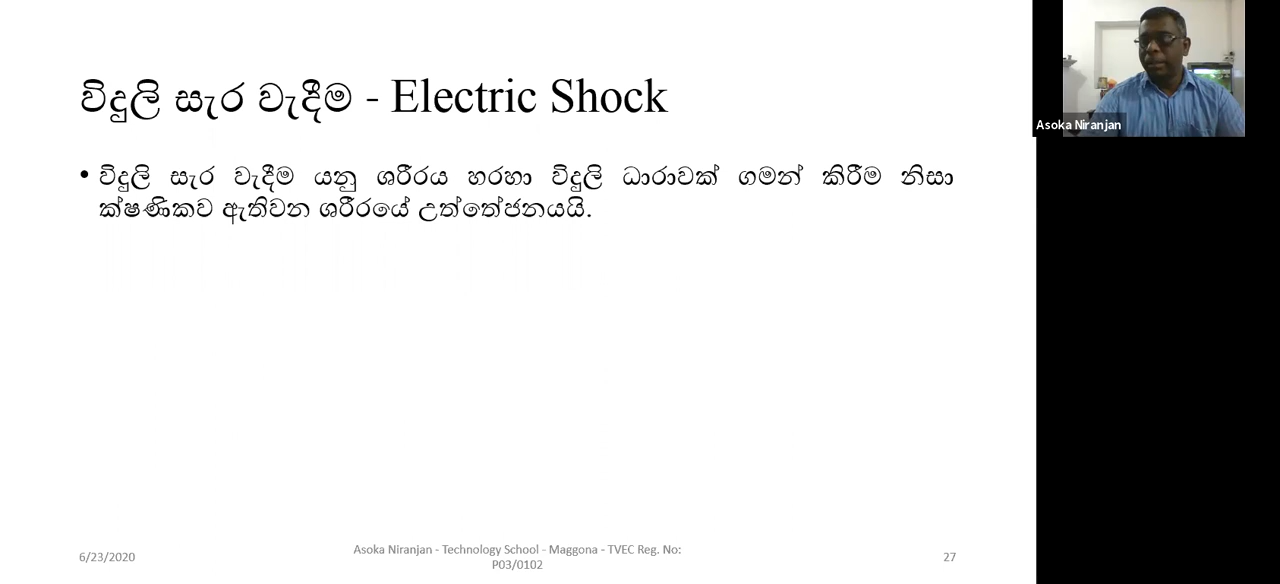 විදුලි සැර වැදීම - Electric Shock
• විදුලි සැර වැදීම යනු ශරීරය හරහා විදුලි ධාරාවක් ගමන් කිරීම නිසා
ක්ෂණිකව ඇතිවන ශරීරයේ උත්තේජනයයි.
Asoka Niranjan
6/23/2020
Asoka Niranjan - Technology School - Maggona - TVEC Reg. No:
P03/0102
27